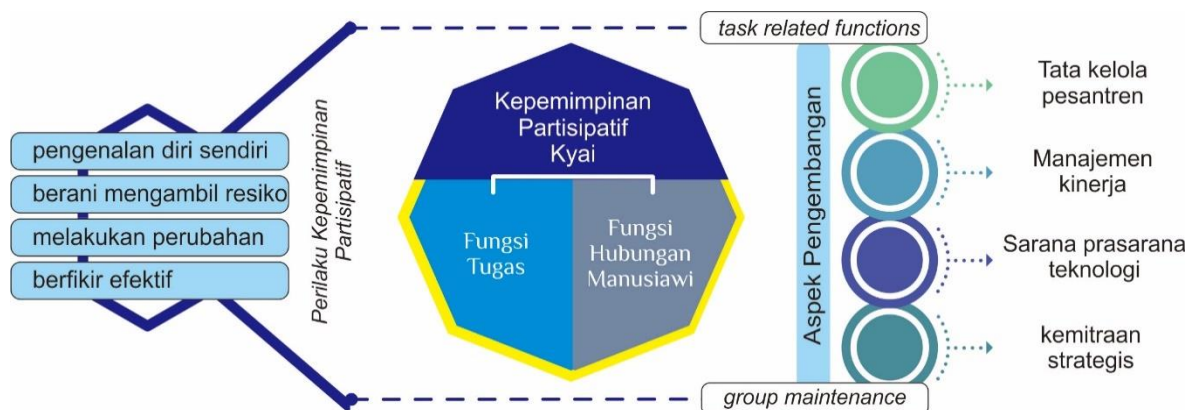 pengenalan diri sendiri
berani mengambil resiko
melakukan perubahan
berfikir efektif
Perilaku Kepemimpinan
Partisipatif
task related functions
Kepemimpinan
Partisipatif
Kyai
Fungsi
Tugas
Fungsi
Hubungan
Manusiawi
group maintenance
Aspek Pengembangan
Tata kelola
pesantren
Manajemen
kinerja
Sarana prasarana
teknologi
kemitraan
strategis